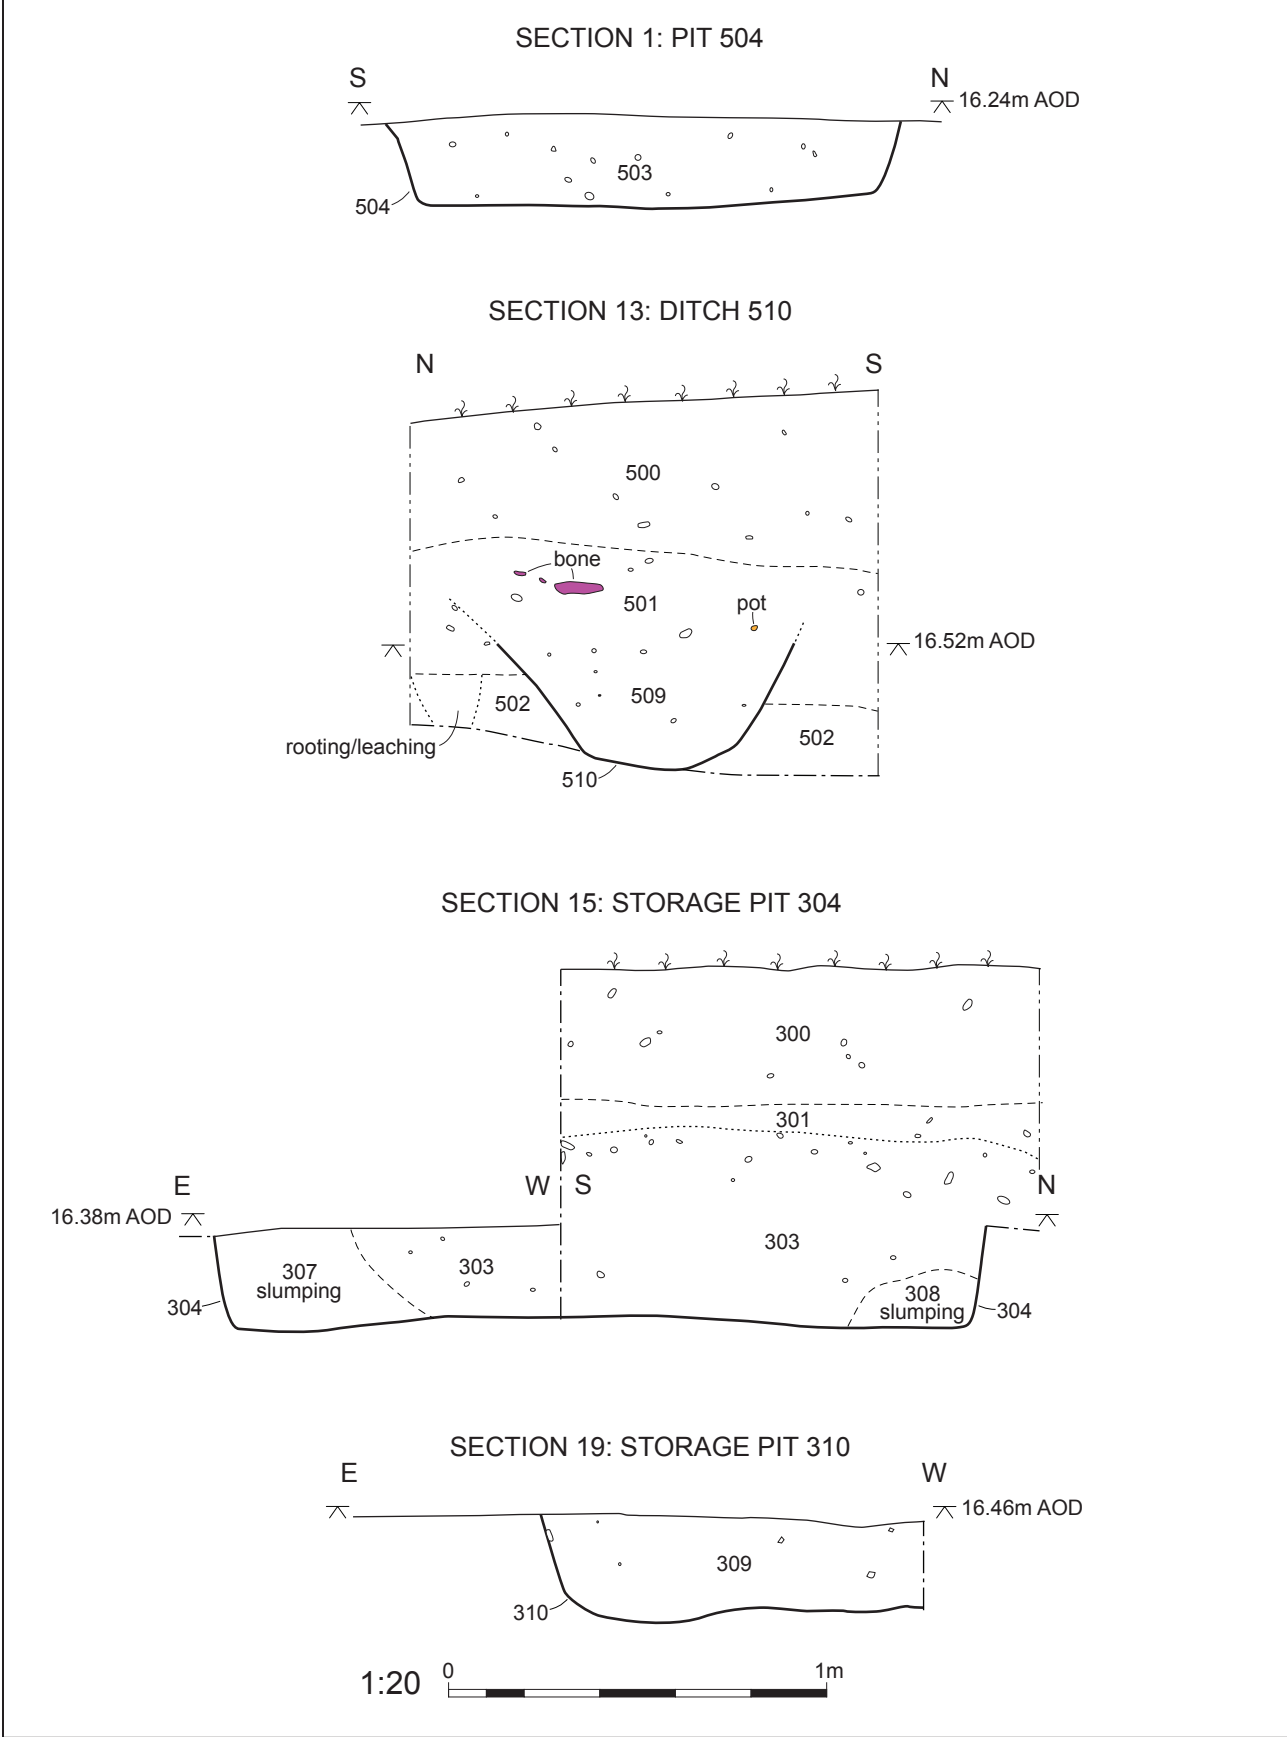 SECTION 1: PIT 504
S
N
16.24m AOD
503
504
SECTION 13: DITCH 510
N
S
500
bone
501
pot
16.52m AOD
509
502
502
rooting/leaching
510
SECTION 15: STORAGE PIT 304
300
301
E
W
S
N
16.38m AOD
303
303
307
slumping
308
slumping
304
304
SECTION 19: STORAGE PIT 310
E
W
16.46m AOD
309
310
1:20
0
1m